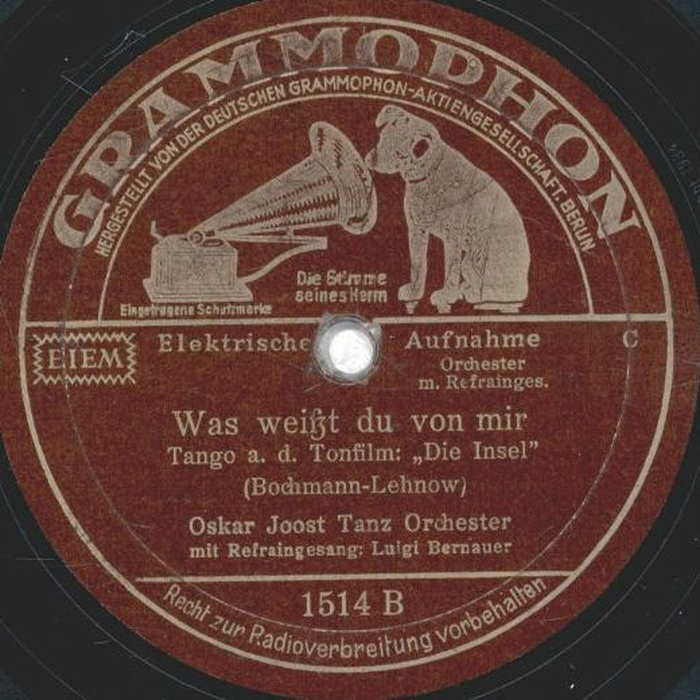 GRAMMOPHON
HERGESTELLT VON DER DEUTSCHEN GRAMMOPHON-AKTIENGESELLSCHAFT. BERLIN
Die Stimme
seines Herrn
Eingetragene Schutzmarke
BIEM
Elektrische Aufnahme C
Orchester
m. Refrainges.
Was weißt du von mir
Tango a. d. Tonfilm: „Die Insel”
(Bochmann-Lehnow)
Oskar Joost Tanz Orchester
mit Refraingesang: Luigi Bernauer
1514 B
Recht zur Radioverbreitung vorbehalten